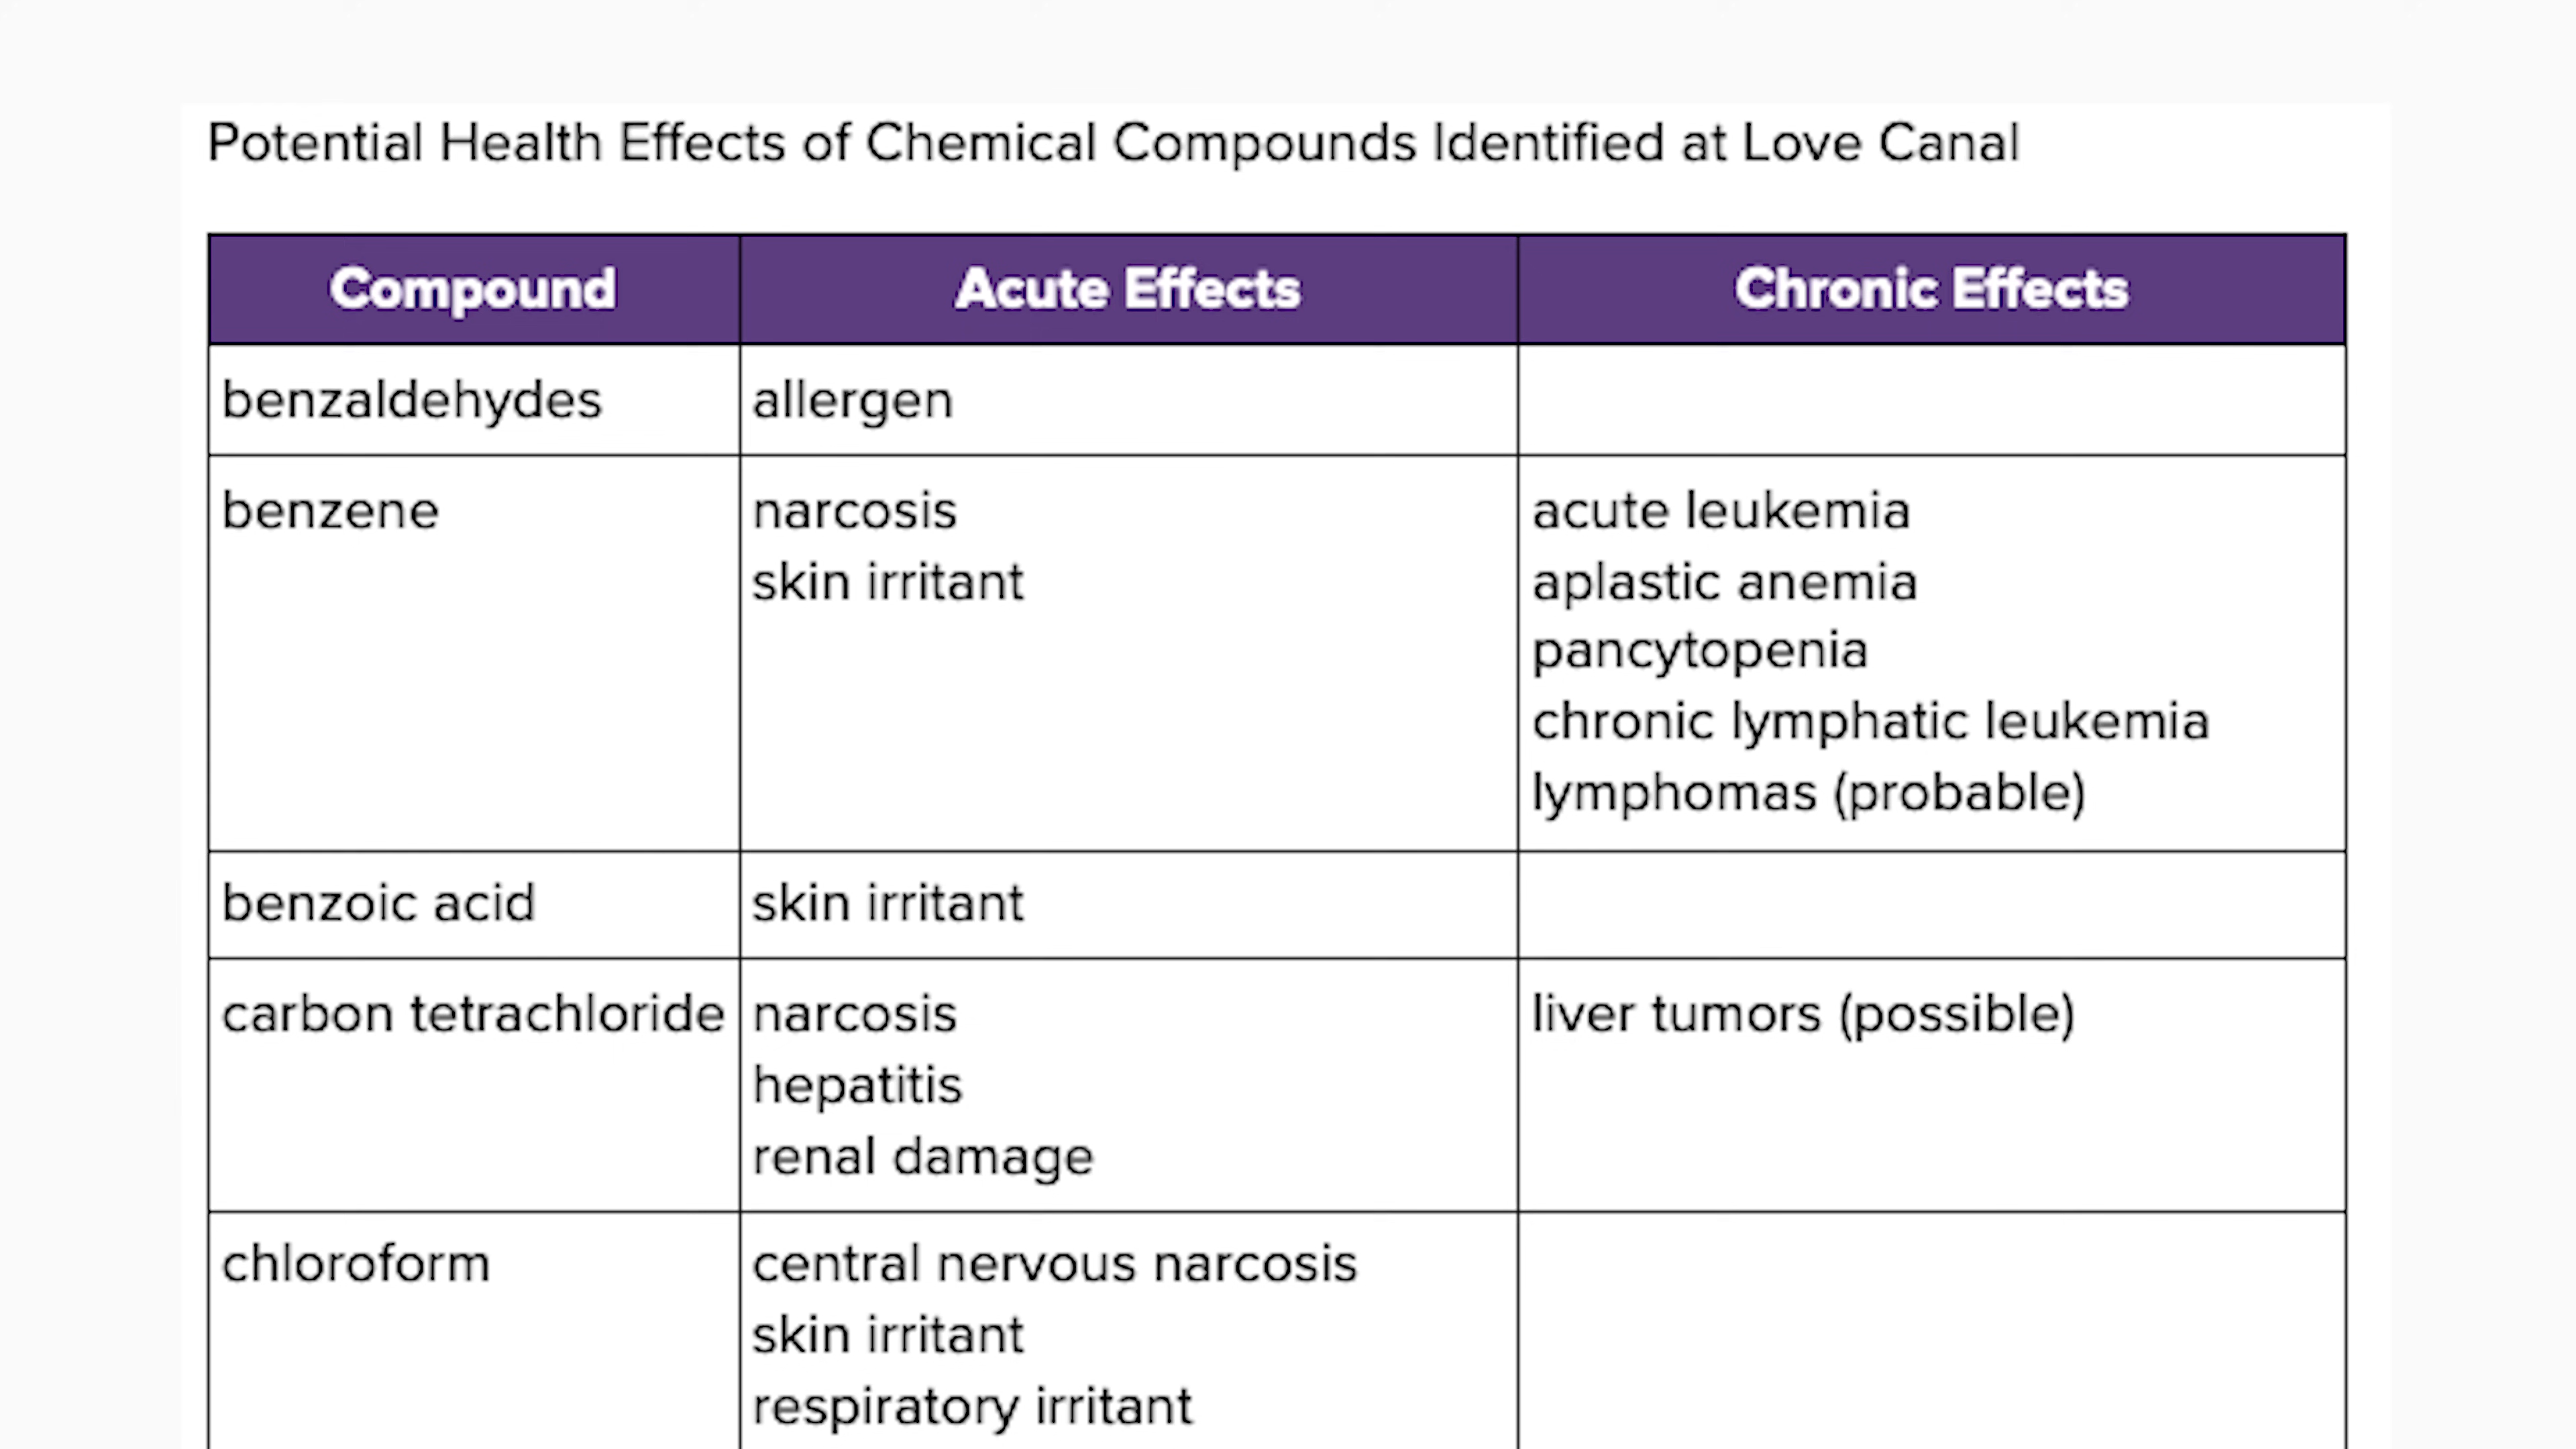 Potential Health Effects of Chemical Compounds Identified at Love Canal
Compound Acute Effects Chronic Effects
benzaldehydes allergen
benzene narcosis acute leukemia
skin irritant aplastic anemia
pancytopenia
chronic lymphatic leukemia
lymphomas (probable)
benzoic acid skin irritant
carbon tetrachloride narcosis liver tumors (possible)
hepatitis
renal damage
chloroform central nervous narcosis
skin irritant
respiratory irritant